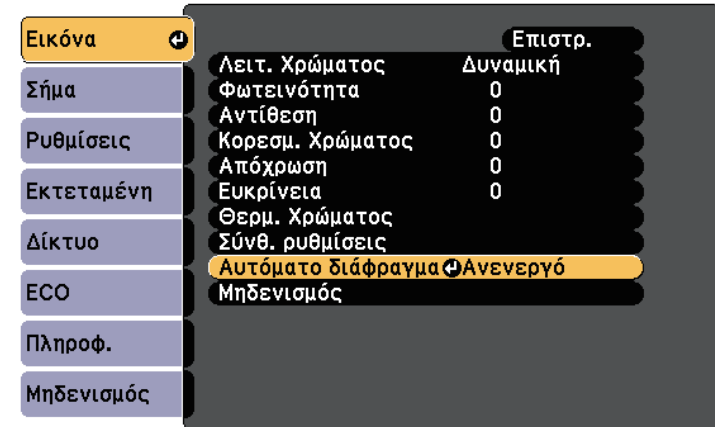 Εικόνα
Σήμα
Ρυθμίσεις
Εκτεταμένη
Δίκτυο
ECO
Πληροφ.
Μηδενισμός
Επιστρ.
Λειτ. Χρώματος Δυναμική
Φωτεινότητα 0
Αντίθεση 0
Κορεσμ. Χρώματος 0
Απόχρωση 0
Ευκρίνεια 0
Θερμ. Χρώματος
Σύνθ. ρυθμίσεις
Αυτόματο διάφραγμα Ανενεργό
Μηδενισμός